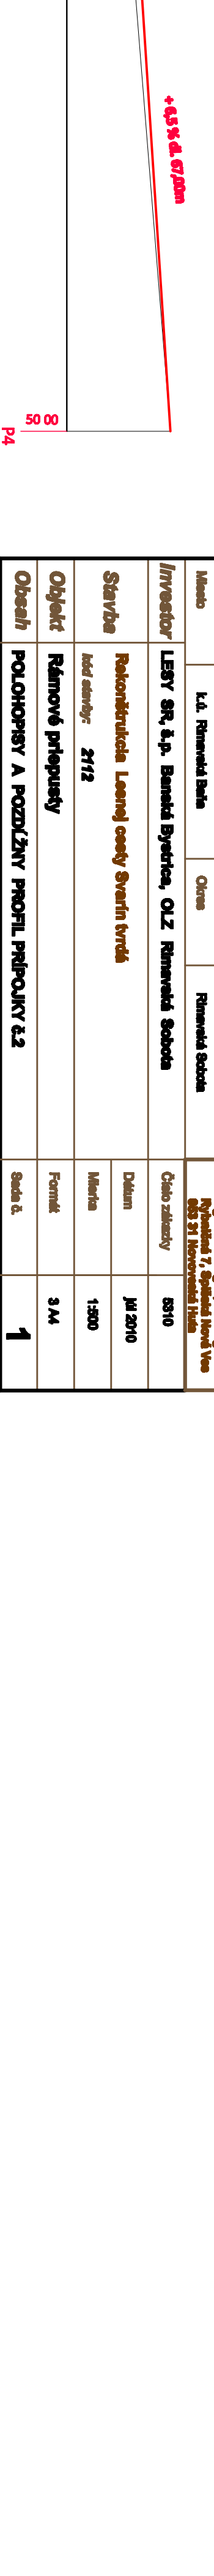 + 6,5 % dl. 67,00m
50 00
P4
Rybničná 7, Spišská Nová Ves
053 31 Novoveská Huta
Miesto k.ú. Rimavská Baňa Okres Rimavská Sobota
Investor LESY SR, š.p. Banská Bystrica, OLZ Rimavská Sobota
Číslo zákazky 5310
Stavba Rekonštrukcia Lesnej cesty Svarín tvrdá
Dátum júl 2010
kód stavby: 2112
Mierka 1:500
Objekt Rámové priepusty
Formát 3 A4
Obsah POLOHOPISY A POZDĹŽNY PROFIL PRÍPOJKY č.2
Sada č. 1